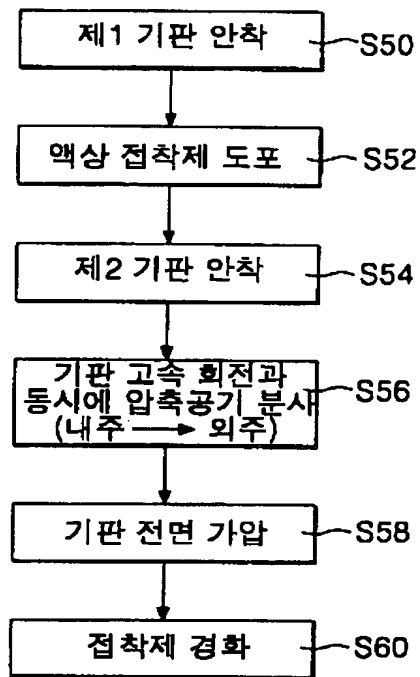 제1 기판 안착
S50
액상 접착제 도포
S52
제2 기판 안착
S54
기판 고속 회전과
동시에 압축공기 분사
(내주 → 외주)
S56
기판 전면 가압
S58
접착제 경화
S60